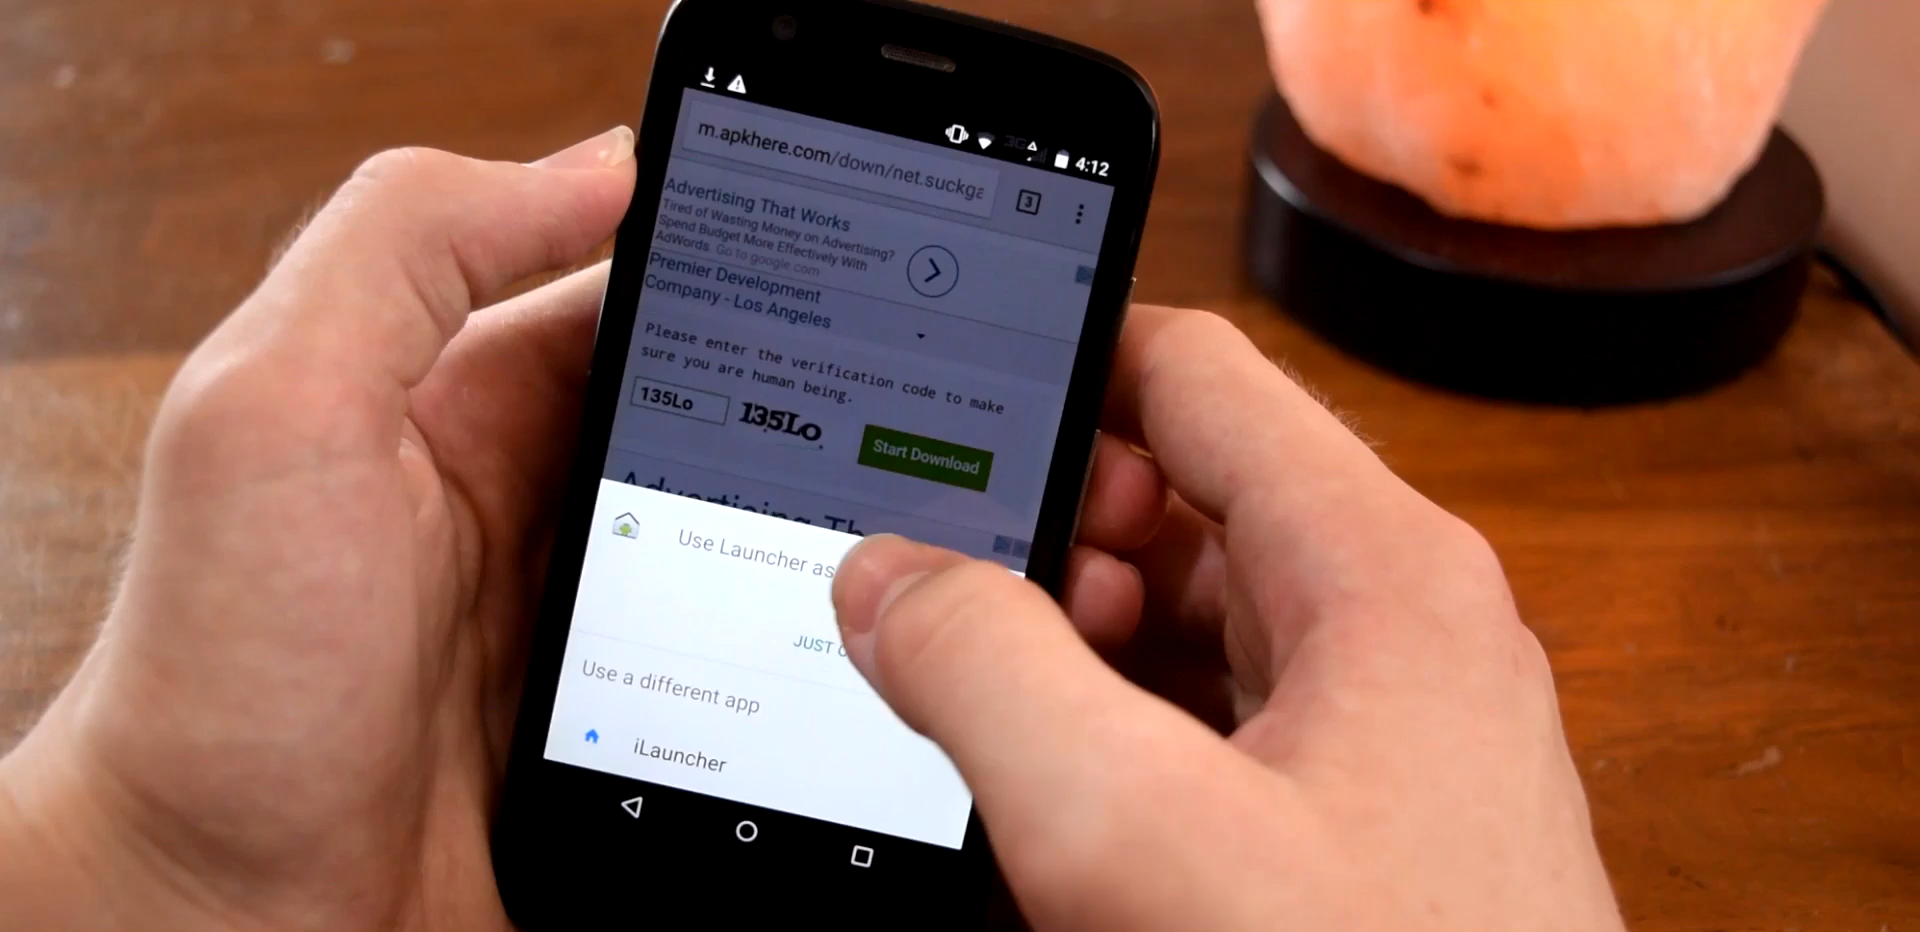 4:12
m.apkhere.com/down/net.suckga
3
Advertising That Works
Tired of Wasting Money on Advertising?
Spend Budget More Effectively With
AdWords. Go to google.com
Premier Development
Company - Los Angeles
Please enter the verification code to make
sure you are human being.
135Lo
135Lo
Start Download
Advertising Th
Use Launcher as
JUST
Use a different app
iLauncher